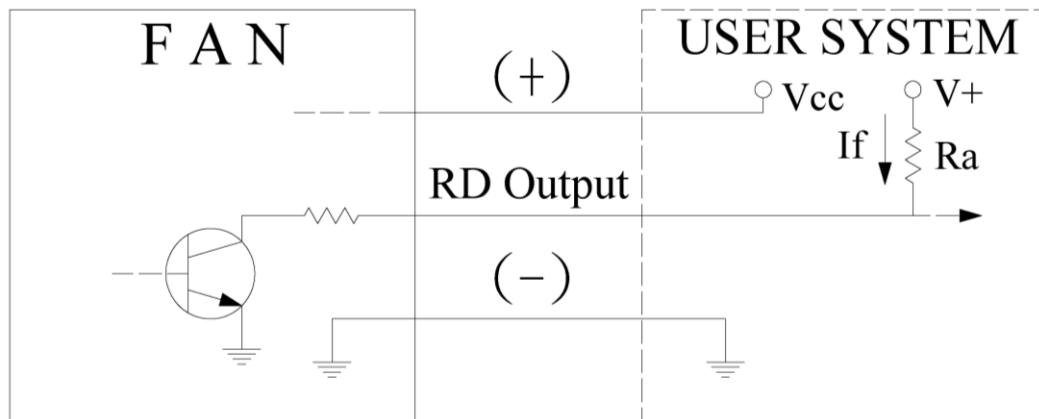 F A N
USER SYSTEM
(+)
Vcc
V+
If
Ra
RD Output
(-)